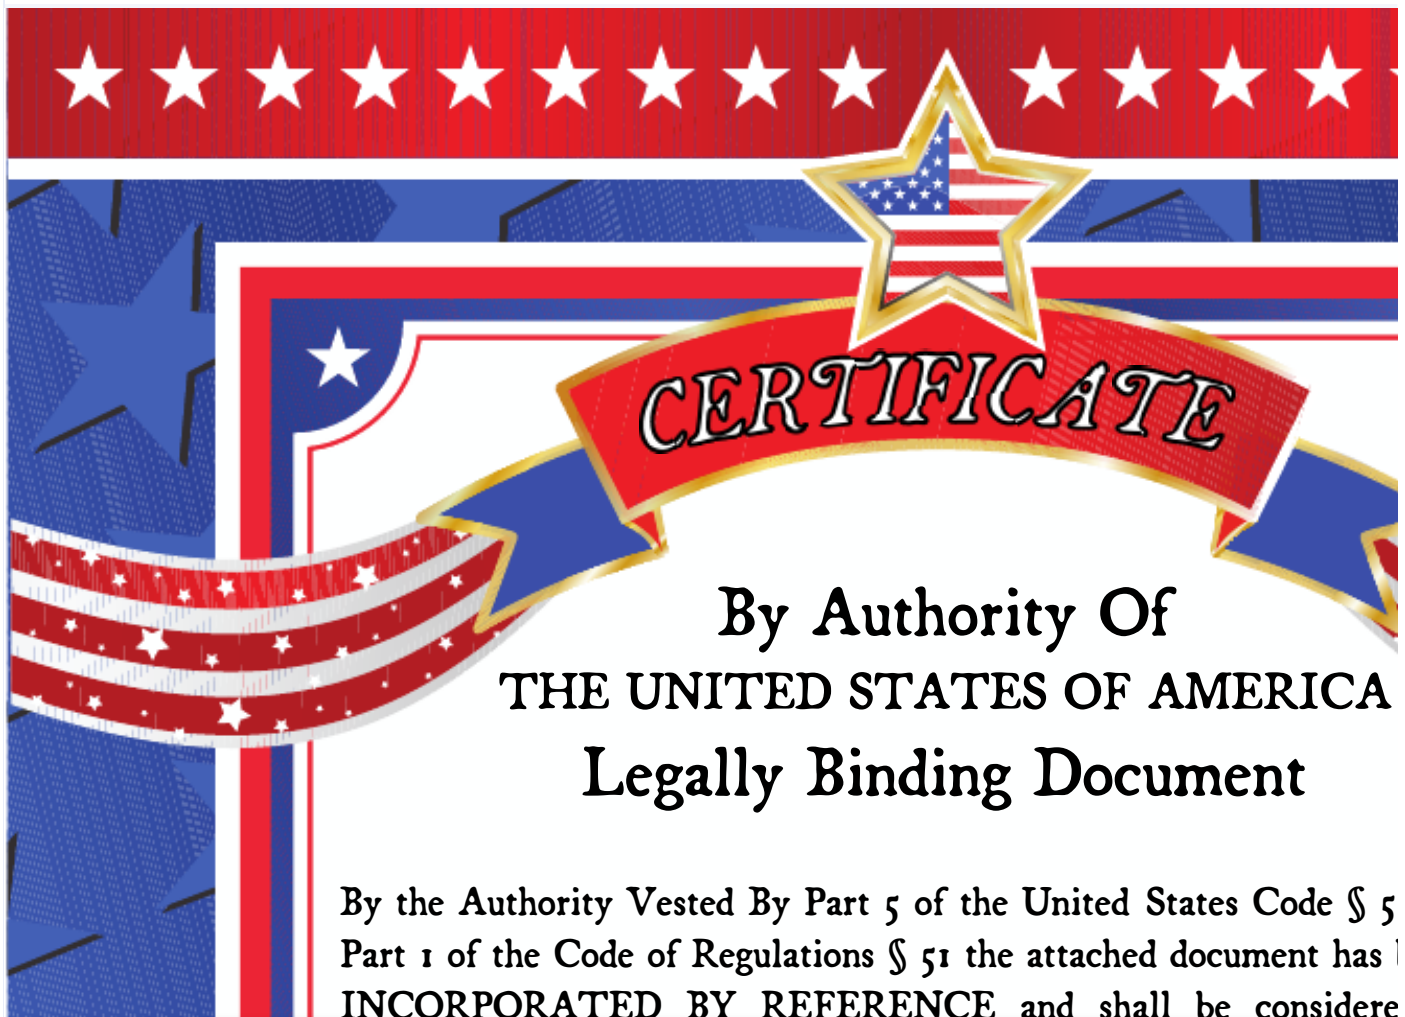 CERTIFICATE
By Authority Of
THE UNITED STATES OF AMERICA
Legally Binding Document
By the Authority Vested By Part 5 of the United States Code § 5
Part 1 of the Code of Regulations § 51 the attached document has
INCORPORATED BY REFERENCE and shall be